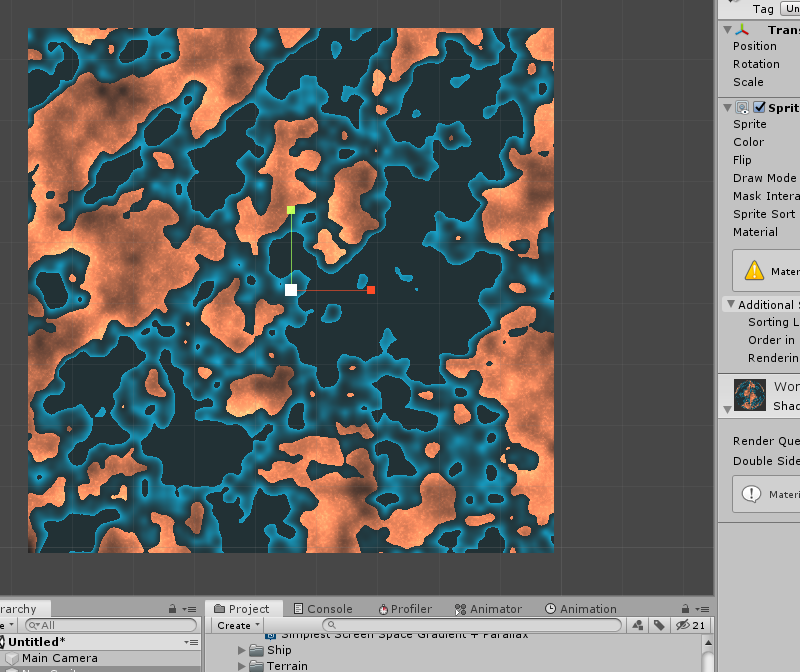 Tag Un
Trans
Position
Rotation
Scale
Sprit
Sprite
Color
Flip
Draw Mode
Mask Intera
Sprite Sort
Material
Mater
Additional S
Sorting L
Order in
Renderin
Wor
Shad
Render Que
Double Side
Materi
rarchy
Project
Console
Profiler
Animator
Animation
All
Create
21
Untitled*
Main Camera
Simplest Screen Space Gradient + Parallax
Ship
Terrain